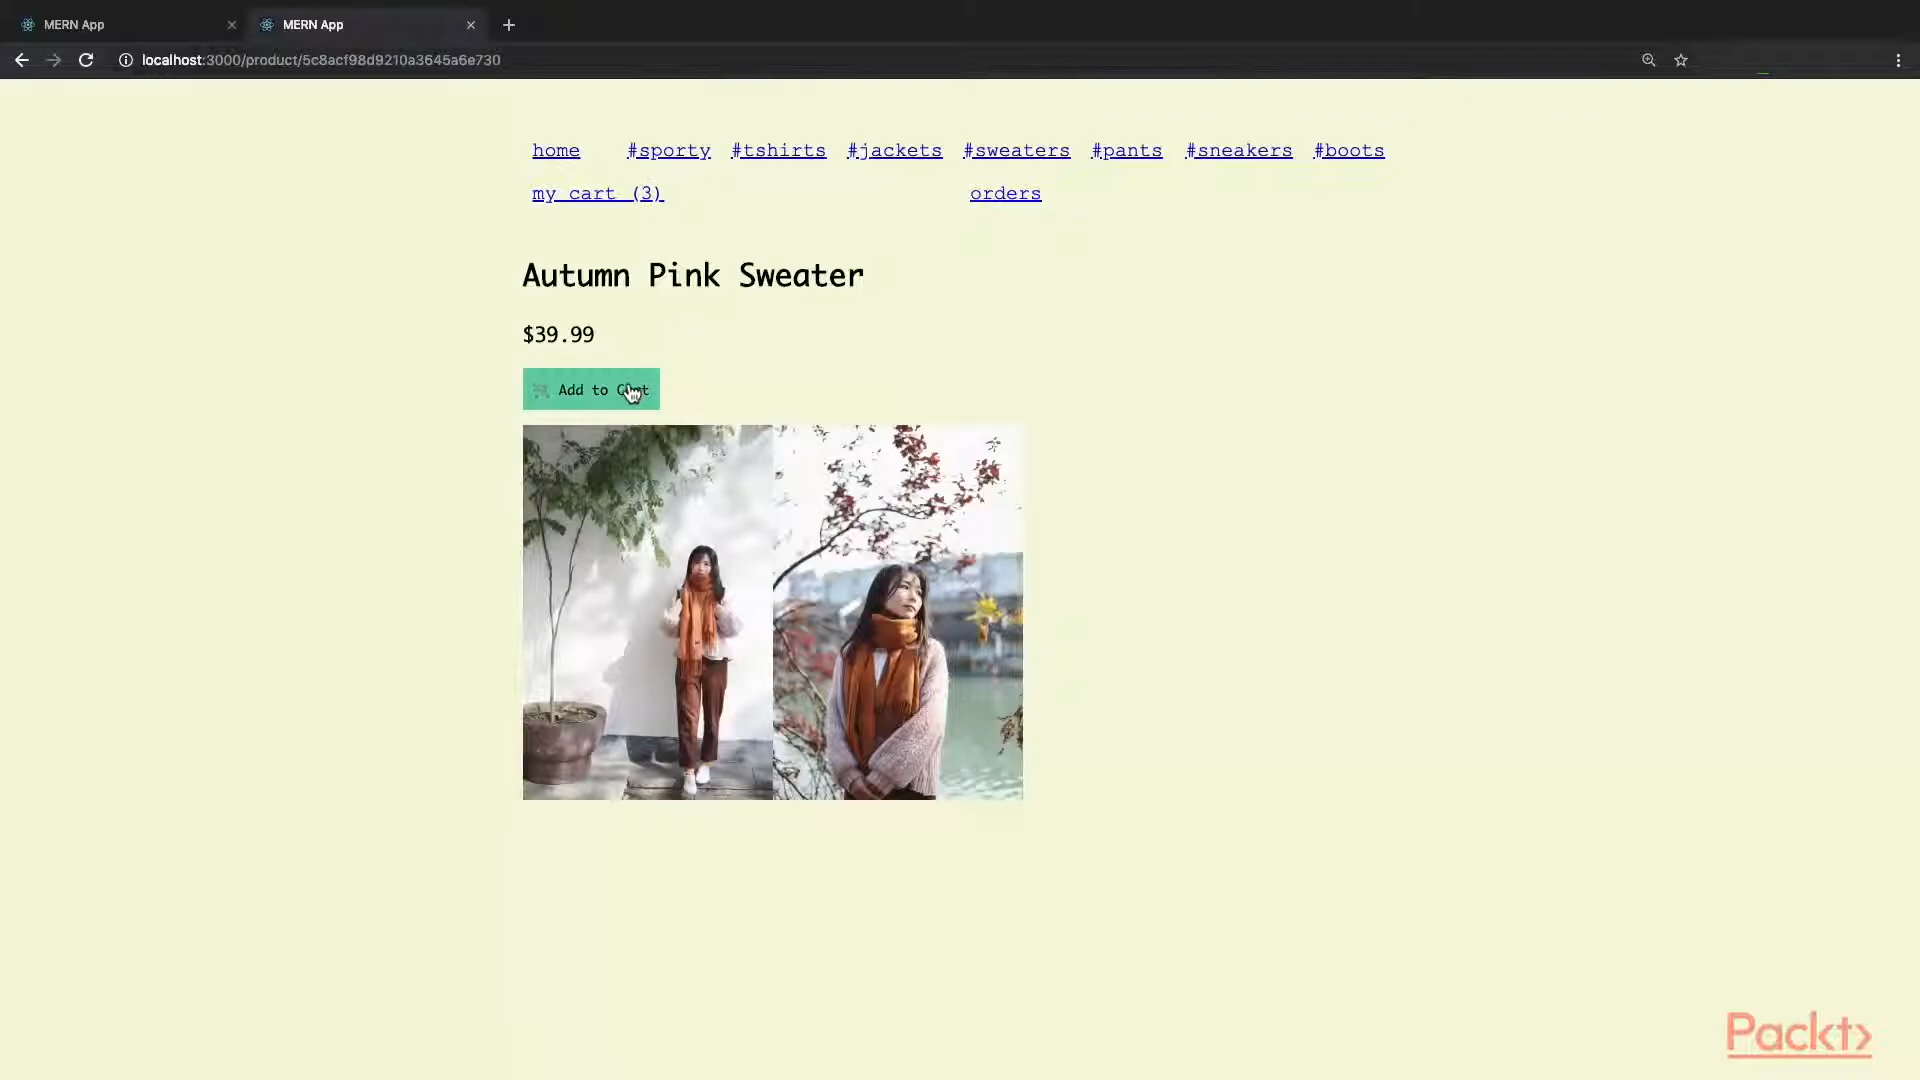 MERN App
MERN App
localhost:3000/product/5c8acf98d9210a3645a6e730
home #sporty #tshirts #jackets #sweaters #pants #sneakers #boots
my cart (3) orders
Autumn Pink Sweater
$39.99
Add to Cart
Packt>